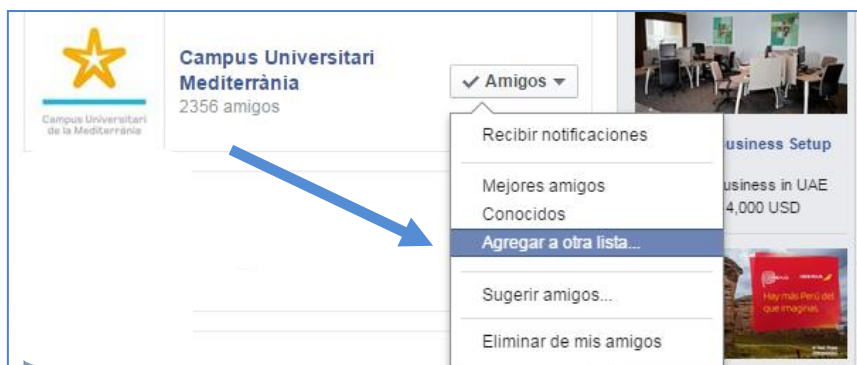 Campus Universitari
Mediterrània
2356 amigos
Campus Universitari
de la Mediterrània
✓ Amigos ▼
Recibir notificaciones
Mejores amigos
Conocidos
Agregar a otra lista...
Sugerir amigos...
Eliminar de mis amigos
usiness Setup
usiness in UAE
4,000 USD
Hay más Perú del
que imaginas.